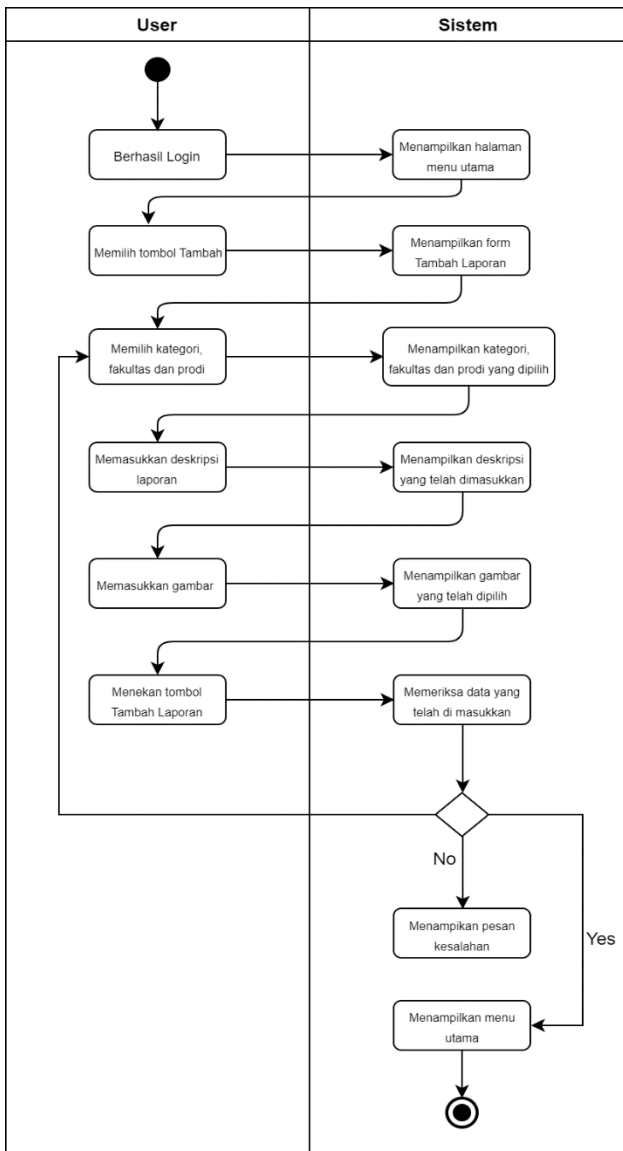 User
Sistem
Berhasil Login
Menampilkan halaman
menu utama
Memilih tombol Tambah
Menampilkan form
Tambah Laporan
Memilih kategori,
fakultas dan prodi
Menampilkan kategori,
fakultas dan prodi yang dipilih
Memasukkan deskripsi
laporan
Menampilkan deskripsi
yang telah dimasukkan
Memasukkan gambar
Menampilkan gambar
yang telah dipilih
Menekan tombol
Tambah Laporan
Memeriksa data yang
telah di masukkan
No
Menampikan pesan
kesalahan
Yes
Menampilkan menu
utama